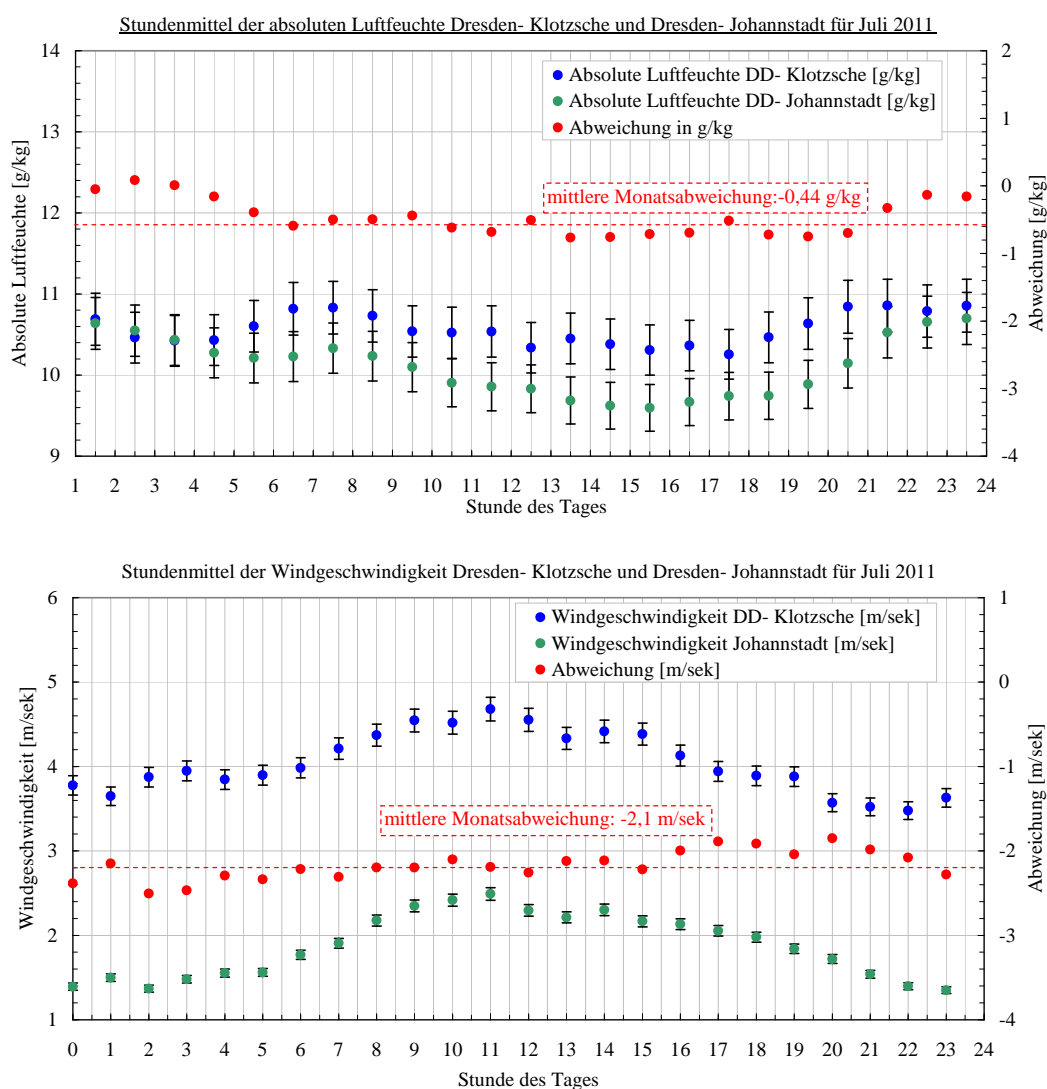 Stundenmittel der absoluten Luftfeuchte Dresden- Klotzsche und Dresden- Johannstadt für Juli 2011
14
13
12
11
10
9
Absolute Luftfeuchte [g/kg]
Absolute Luftfeuchte DD- Klotzsche [g/kg]
Absolute Luftfeuchte DD- Johannstadt [g/kg]
Abweichung in g/kg
mittlere Monatsabweichung:-0,44 g/kg
2
1
0
-1
-2
-3
-4
Abweichung [g/kg]
1 2 3 4 5 6 7 8 9 10 11 12 13 14 15 16 17 18 19 20 21 22 23 24
Stunde des Tages
Stundenmittel der Windgeschwindigkeit Dresden- Klotzsche und Dresden- Johannstadt für Juli 2011
6
5
4
3
2
1
Windgeschwindigkeit [m/sek]
Windgeschwindigkeit DD- Klotzsche [m/sek]
Windgeschwindigkeit Johannstadt [m/sek]
Abweichung [m/sek]
mittlere Monatsabweichung: -2,1 m/sek
1
0
-1
-2
-3
-4
Abweichung [m/sek]
0 1 2 3 4 5 6 7 8 9 10 11 12 13 14 15 16 17 18 19 20 21 22 23 24
Stunde des Tages